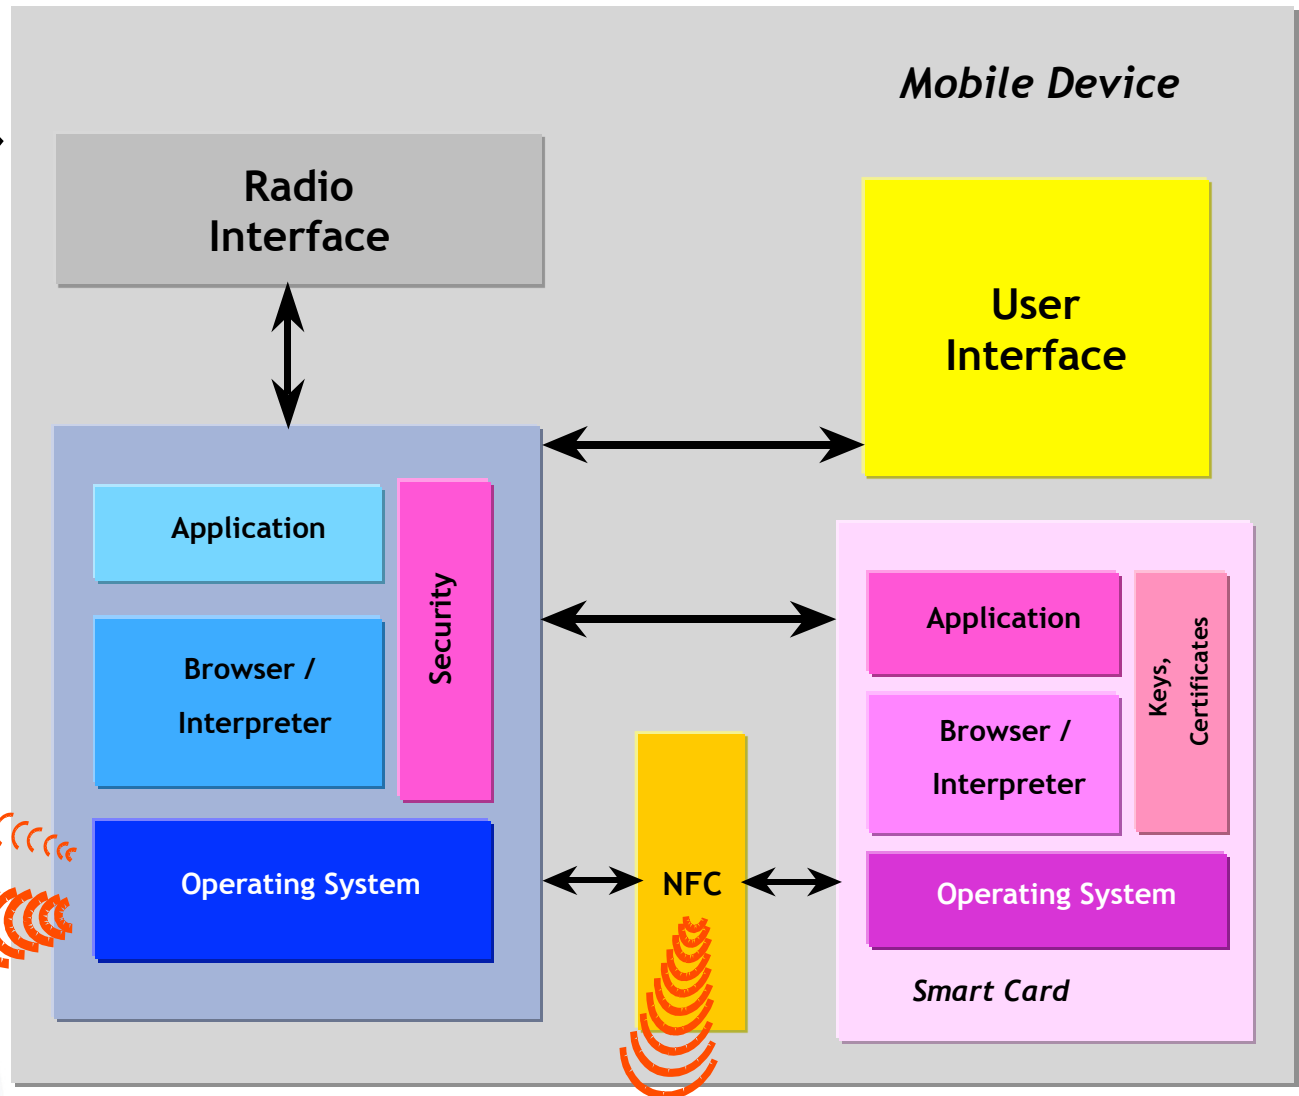 Mobile Device
Radio
Interface
User
Interface
Application
Security
Browser /
Interpreter
Operating System
NFC
Application
Keys,
Certificates
Browser /
Interpreter
Operating System
Smart Card